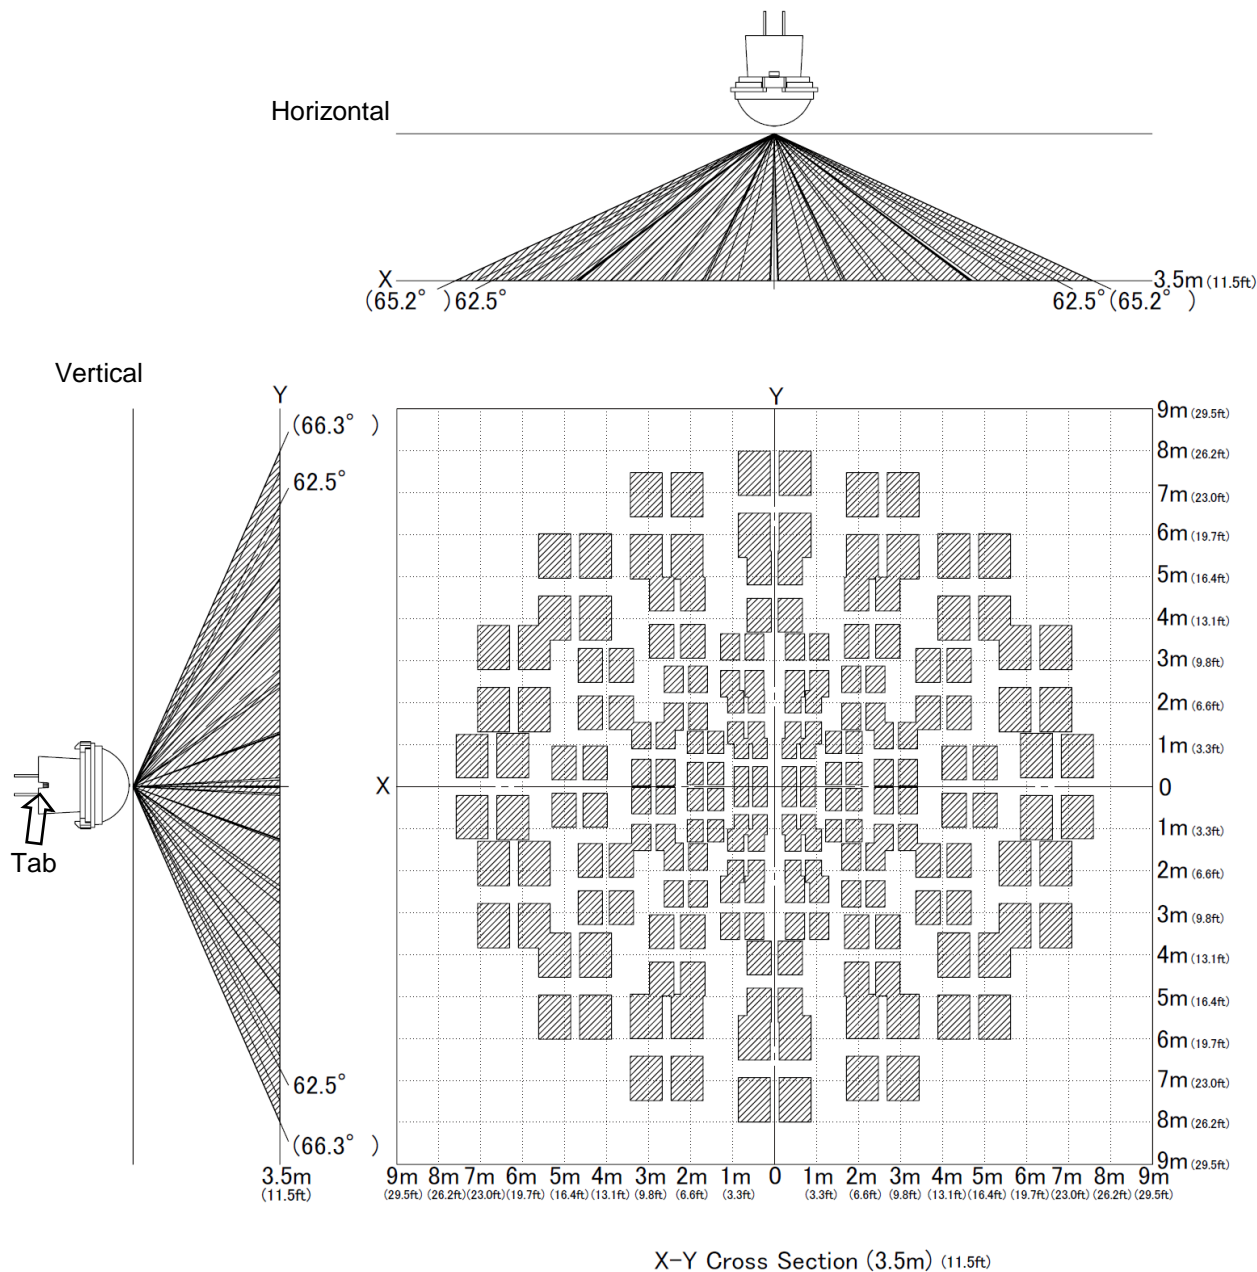 Horizontal
X
3.5m (11.5ft)
(65.2° ) 62.5°
62.5° (65.2° )
Vertical
Y
Y
(66.3° )
62.5°
9m (29.5ft)
8m (26.2ft)
7m (23.0ft)
6m (19.7ft)
5m (16.4ft)
4m (13.1ft)
3m (9.8ft)
2m (6.6ft)
1m (3.3ft)
X
0
1m (3.3ft)
2m (6.6ft)
3m (9.8ft)
4m (13.1ft)
5m (16.4ft)
6m (19.7ft)
7m (23.0ft)
8m (26.2ft)
9m (29.5ft)
Tab
62.5°
(66.3° )
3.5m
(11.5ft)
9m 8m 7m 6m 5m 4m 3m 2m 1m 0 1m 2m 3m 4m 5m 6m 7m 8m 9m
(29.5ft) (26.2ft) (23.0ft) (19.7ft) (16.4ft) (13.1ft) (9.8ft) (6.6ft) (3.3ft) (3.3ft) (6.6ft) (9.8ft) (13.1ft) (16.4ft) (19.7ft) (23.0ft) (26.2ft) (29.5ft)
X-Y Cross Section (3.5m) (11.5ft)